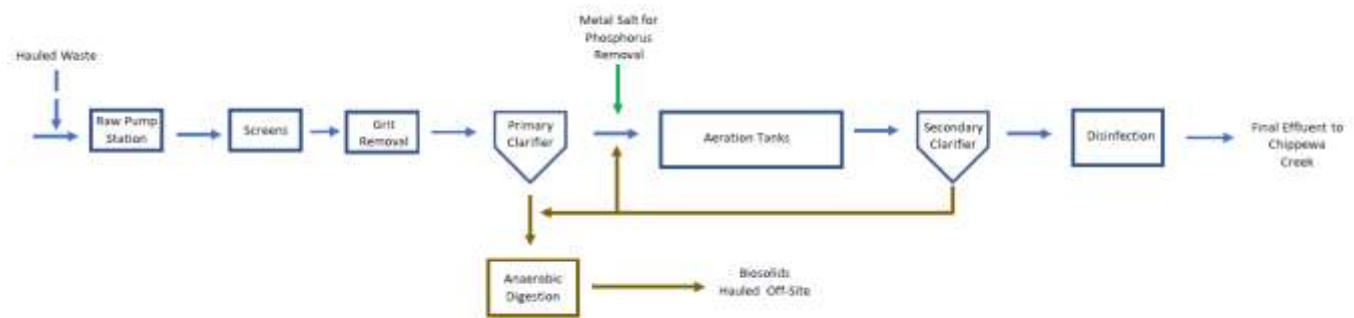 Metal Salt for
Phosphorus
Removal
Hauled Waste
Raw Pump
Station
Screens
Grit
Removal
Primary
Clarifier
Aeration Tanks
Secondary
Clarifier
Disinfection
Final Effluent to
Chippewa
Creek
Anaerobic
Digestion
Biosolids
Hauled Off-Site